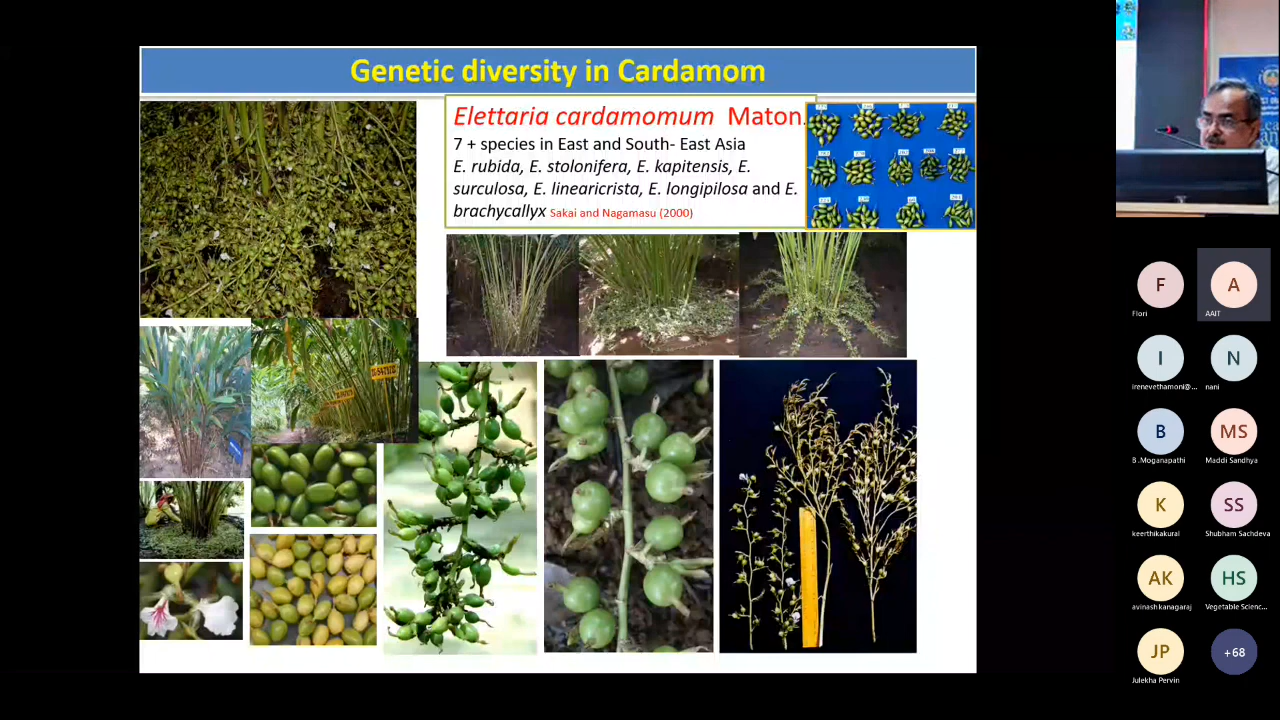 Genetic diversity in Cardamom
Elettaria cardamomum Maton.
7 + species in East and South- East Asia
E. rubida, E. stolonifera, E. kapitensis, E.
surculosa, E. linearicrista, E. longipilosa and E.
brachycallyx Sakai and Nagamasu (2000)
F
Flori
A
AAIT
I
irenevethamoni@...
N
nani
B
B .Moganapathi
MS
Maddi Sandhya
K
keerthikakural
SS
Shubham Sachdeva
AK
avinash kanagaraj
HS
Vegetable Scienc...
JP
Julekha Pervin
+68